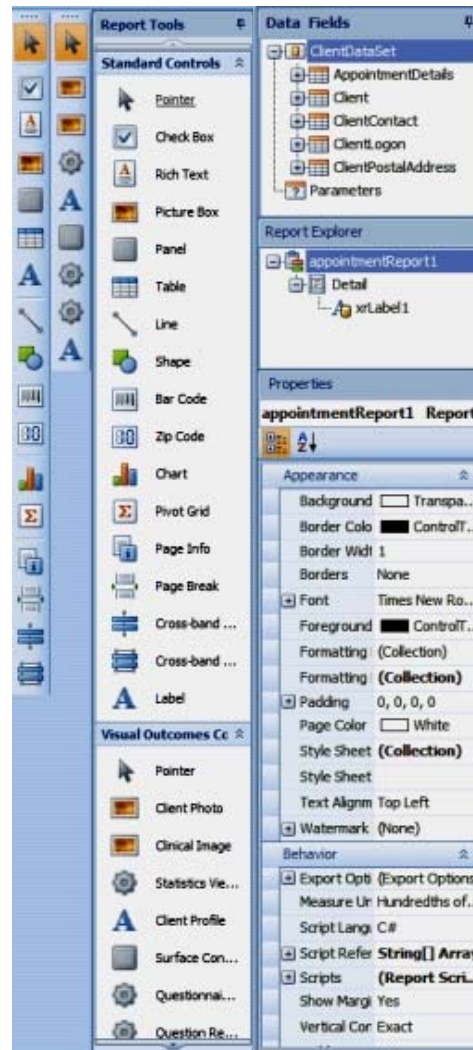 Report Tools
Standard Controls
Pointer
Check Box
Rich Text
Picture Box
Panel
Table
Line
Shape
Bar Code
Zip Code
Chart
Pivot Grid
Page Info
Page Break
Cross-band ...
Cross-band ...
Label
Visual Outcomes Cc
Pointer
Client Photo
Clinical Image
Statistics Vie...
Client Profile
Surface Con...
Questionnai...
Question Re...
Data Fields
ClientDataSet
AppointmentDetails
Client
ClientContact
ClientLogon
ClientPostalAddress
Parameters
Report Explorer
appointmentReport1
Detail
xrLabel1
Properties
appointmentReport1 Report
Appearance
Background Transpa...
Border Colo ControlT...
Border Widt 1
Borders None
Font Times New Ro...
Foreground ControlT...
Formatting (Collection)
Formatting (Collection)
Padding 0, 0, 0, 0
Page Color White
Style Sheet (Collection)
Style Sheet
Text Alignm Top Left
Watermark (None)
Behavior
Export Opti (Export Options
Measure Un Hundredths of...
Script Langu C#
Script Refer String[] Array
Scripts (Report Scri...
Show Margi Yes
Vertical Con Exact